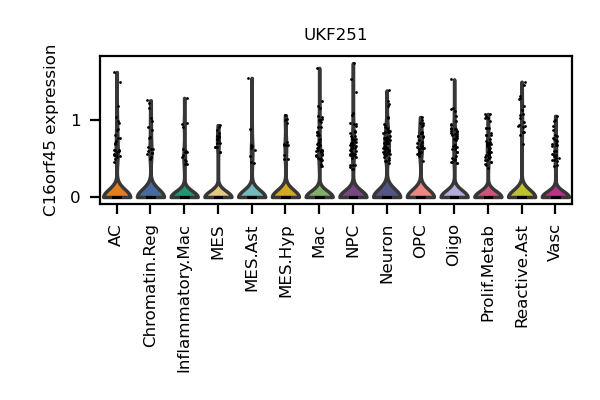 UKF251
C16orf45 expression
1
0
AC
Chromatin.Reg
Inflammatory.Mac
MES
MES.Ast
MES.Hyp
Mac
NPC
Neuron
OPC
Oligo
Prolif.Metab
Reactive.Ast
Vasc